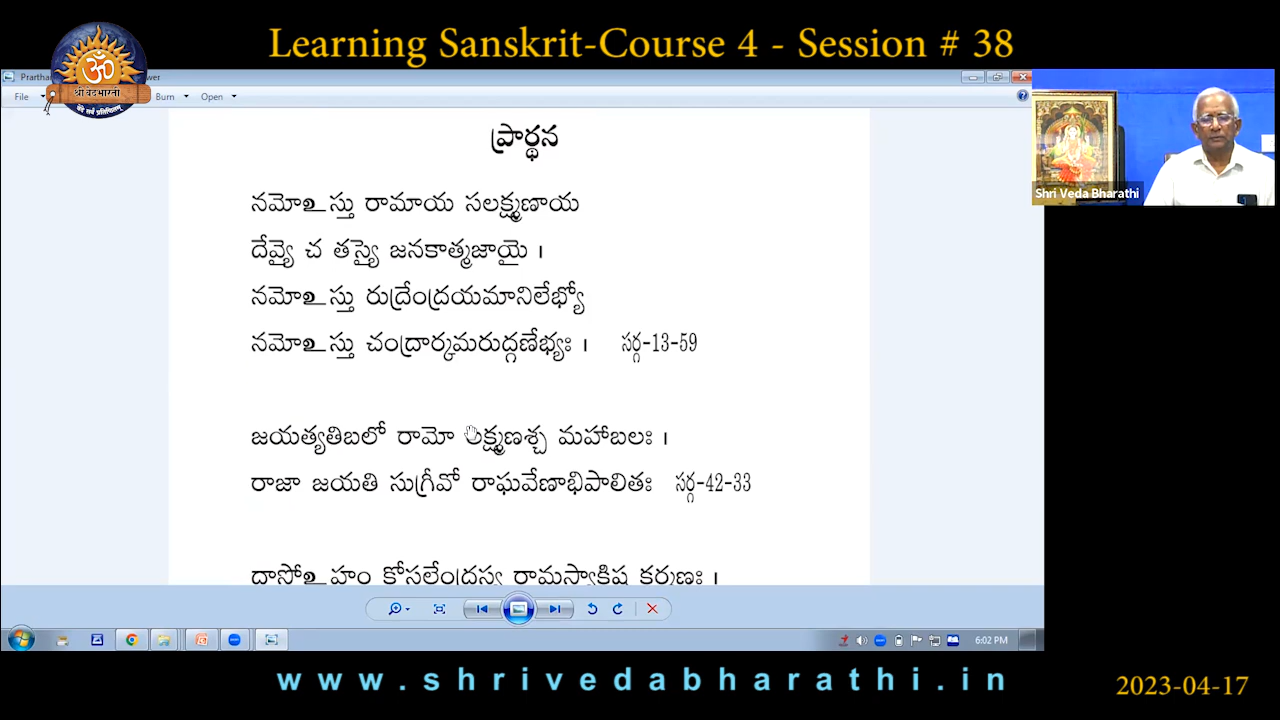 Learning Sanskrit-Course 4 - Session # 38
श्रीवेदभारती
File
Burn
Open
Shri Veda Bharathi
ప్రార్థన
నమోఽస్తు రామాయ సలక్ష్మణాయ
దేవ్యై చ తస్యై జనకాత్మజాయై ।
నమోఽస్తు రుద్రేంద్రయమానిలేభ్యో
నమోఽస్తు చంద్రార్కమరుద్గణేభ్యః । సర్గ-13-59
జయత్యతిబలో రామో లక్ష్మణశ్చ మహాబలః ।
రాజా జయతి సుగ్రీవో రాఘవేణాభిపాలితః సర్గ-42-33
దాసోఽహం కోసలేంద్రస్య రామస్యాక్లిష్ట కర్మణః ।
6:02 PM
www.shrivedabharathi.in
2023-04-17